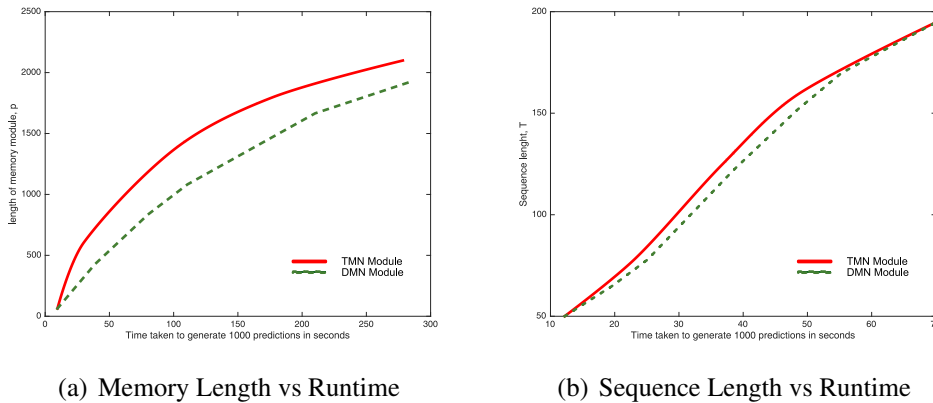 2500
2000
1500
1000
500
0
length of memory module, p
TMN Module
DMN Module
0 50 100 150 200 250 300
Time taken to generate 1000 predictions in seconds
(a) Memory Length vs Runtime
200
150
100
50
Sequence lenght, T
TMN Module
DMN Module
10 20 30 40 50 60 70
Time taken to generate 1000 predictions in seconds
(b) Sequence Length vs Runtime